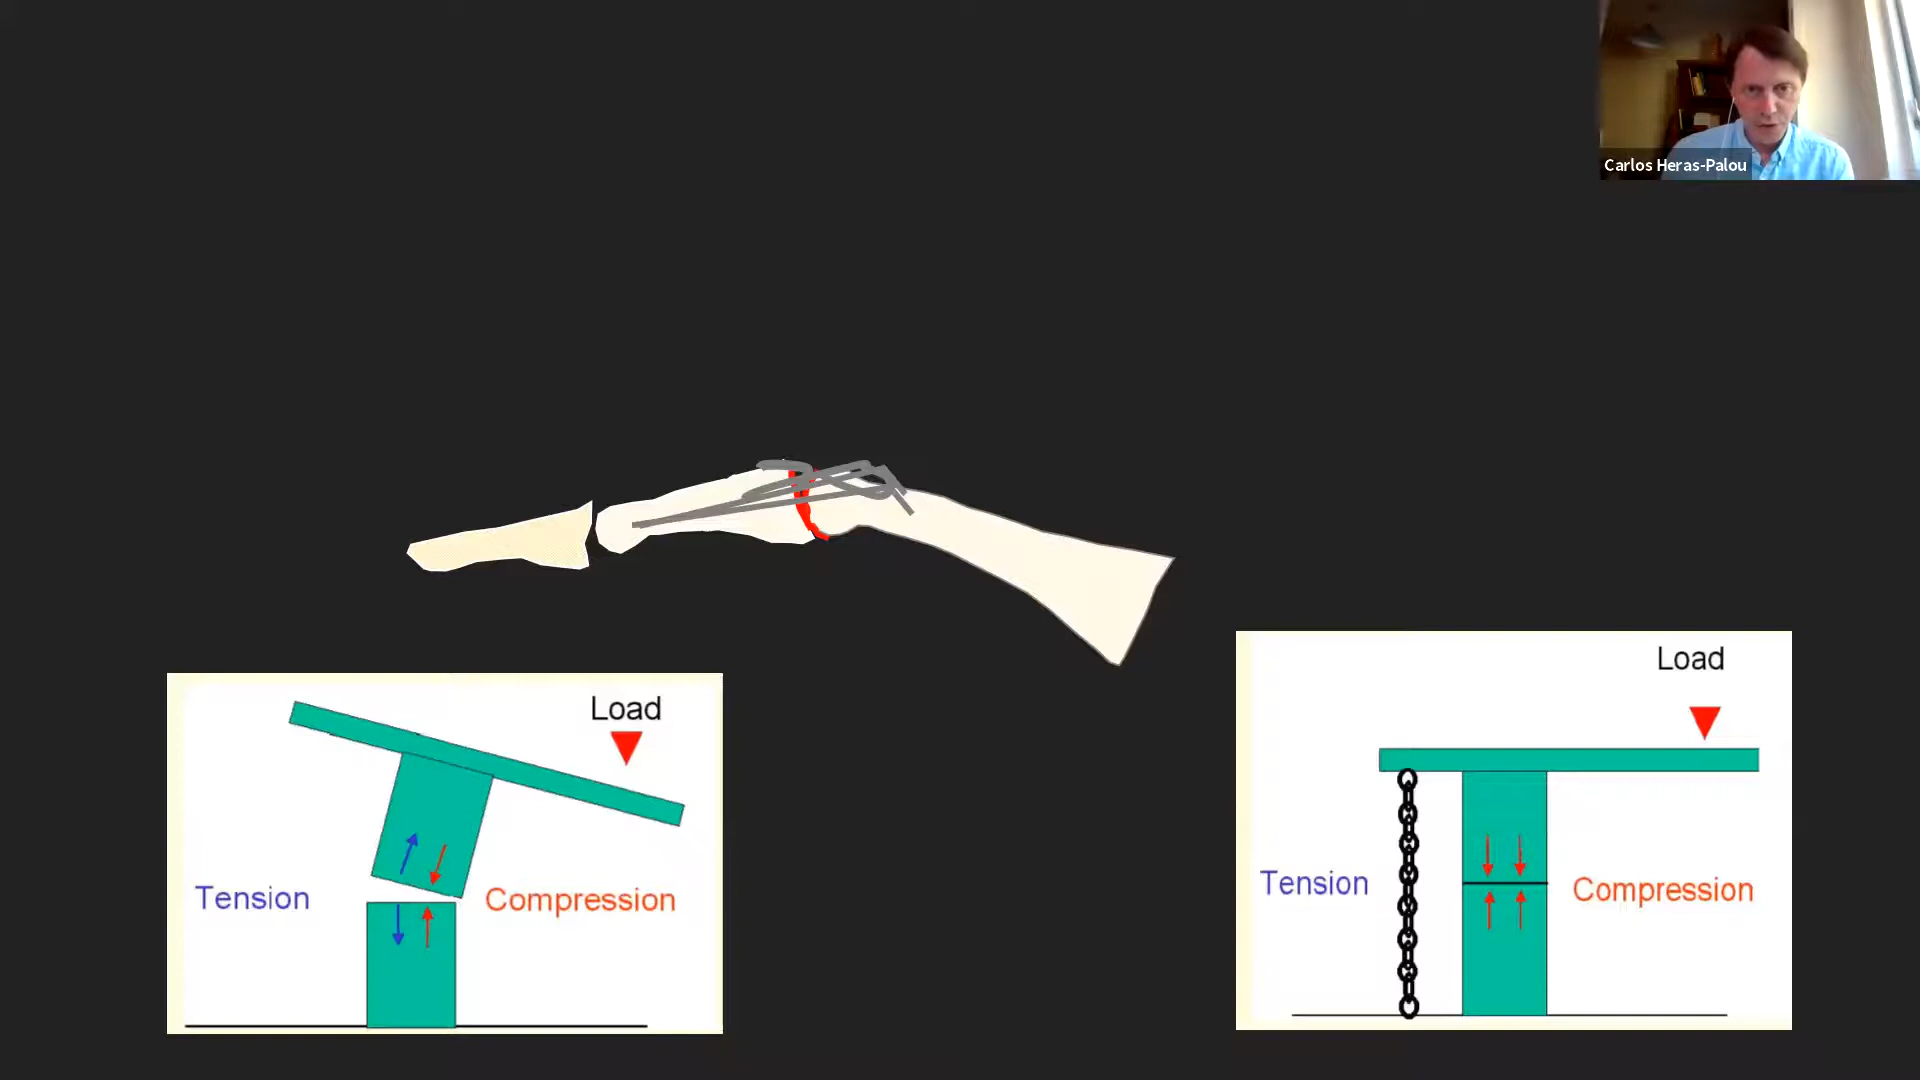 Carlos Heras-Palou
Load
Tension
Compression
Load
Tension
Compression